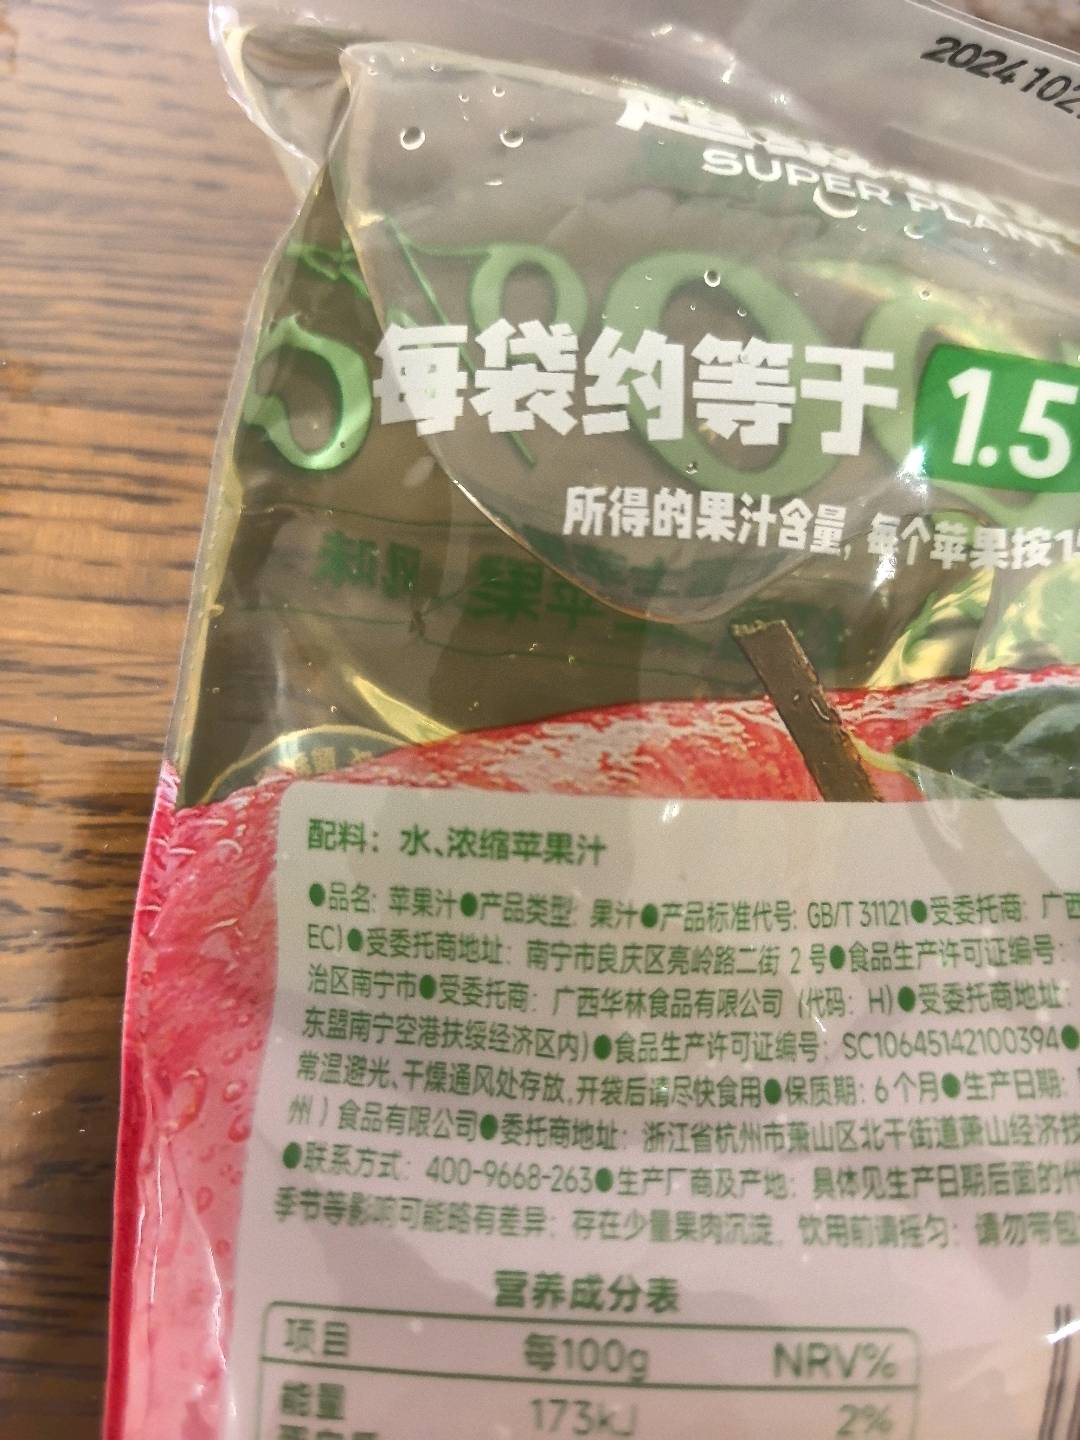 2024102
SUPER PLANT
每袋约等于 1.5
所得的果汁含量, 每个苹果按1
配料: 水、浓缩苹果汁
●品名: 苹果汁●产品类型: 果汁●产品标准代号: GB/T 31121●受委托商: 广西
EC)●受委托商地址: 南宁市良庆区亮岭路二街 2 号●食品生产许可证编号:
治区南宁市●受委托商: 广西华林食品有限公司 (代码: H)●受委托商地址:
东盟南宁空港扶绥经济区内)●食品生产许可证编号: SC10645142100394●
常温避光、干燥通风处存放,开袋后请尽快食用●保质期: 6 个月●生产日期:
州) 食品有限公司●委托商地址: 浙江省杭州市萧山区北干街道萧山经济技
●联系方式: 400-9668-263●生产厂商及产地: 具体见生产日期后面的代
季节等影响可能略有差异; 存在少量果肉沉淀, 饮用前请摇匀; 请勿带包
营养成分表
项目 每100g NRV%
能量 173kJ 2%